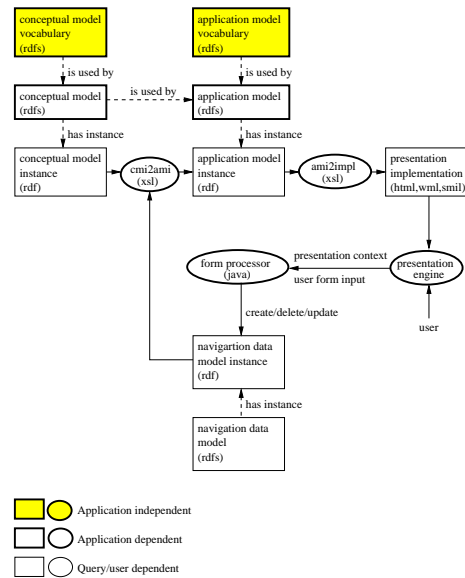 conceptual model
vocabulary
(rdfs)
application model
vocabulary
(rdfs)
is used by
is used by
conceptual model
(rdfs)
is used by
application model
(rdfs)
has instance
has instance
conceptual model
instance
(rdf)
cmi2ami
(xsl)
application model
instance
(rdf)
ami2impl
(xsl)
presentation
implementation
(html,wml,smil)
form processor
(java)
presentation context
user form input
presentation
engine
create/delete/update
user
navigartion data
model instance
(rdf)
has instance
navigation data
model
(rdfs)
Application independent
Application dependent
Query/user dependent